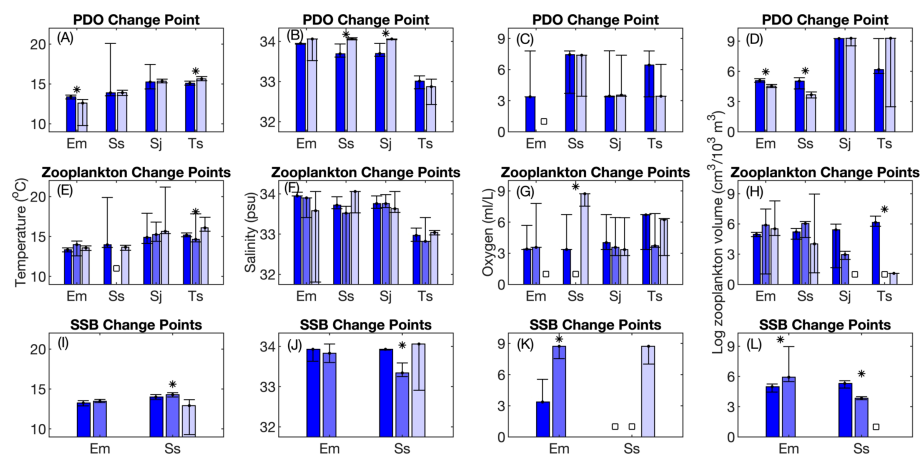 PDO Change Point
PDO Change Point
PDO Change Point
PDO Change Point
(A)
(B)
(C)
(D)
20
15
10
34
33
32
9
6
3
0
9
6
3
0
Em Ss Sj Ts
Em Ss Sj Ts
Em Ss Sj Ts
Em Ss Sj Ts
*
*
*
*
*
*
*
Zooplankton Change Points
Zooplankton Change Points
Zooplankton Change Points
Zooplankton Change Points
(E)
(F)
(G)
(H)
Temperature (°C)
Salinity (psu)
Oxygen (ml/L)
Log zooplankton volume (cm³/10³ m³)
20
15
10
34
33
32
9
6
3
0
9
6
3
0
Em Ss Sj Ts
Em Ss Sj Ts
Em Ss Sj Ts
Em Ss Sj Ts
*
*
*
SSB Change Points
SSB Change Points
SSB Change Points
SSB Change Points
(I)
(J)
(K)
(L)
20
15
10
34
33
32
9
6
3
0
9
6
3
0
Em Ss
Em Ss
Em Ss
Em Ss
*
*
*
*
*